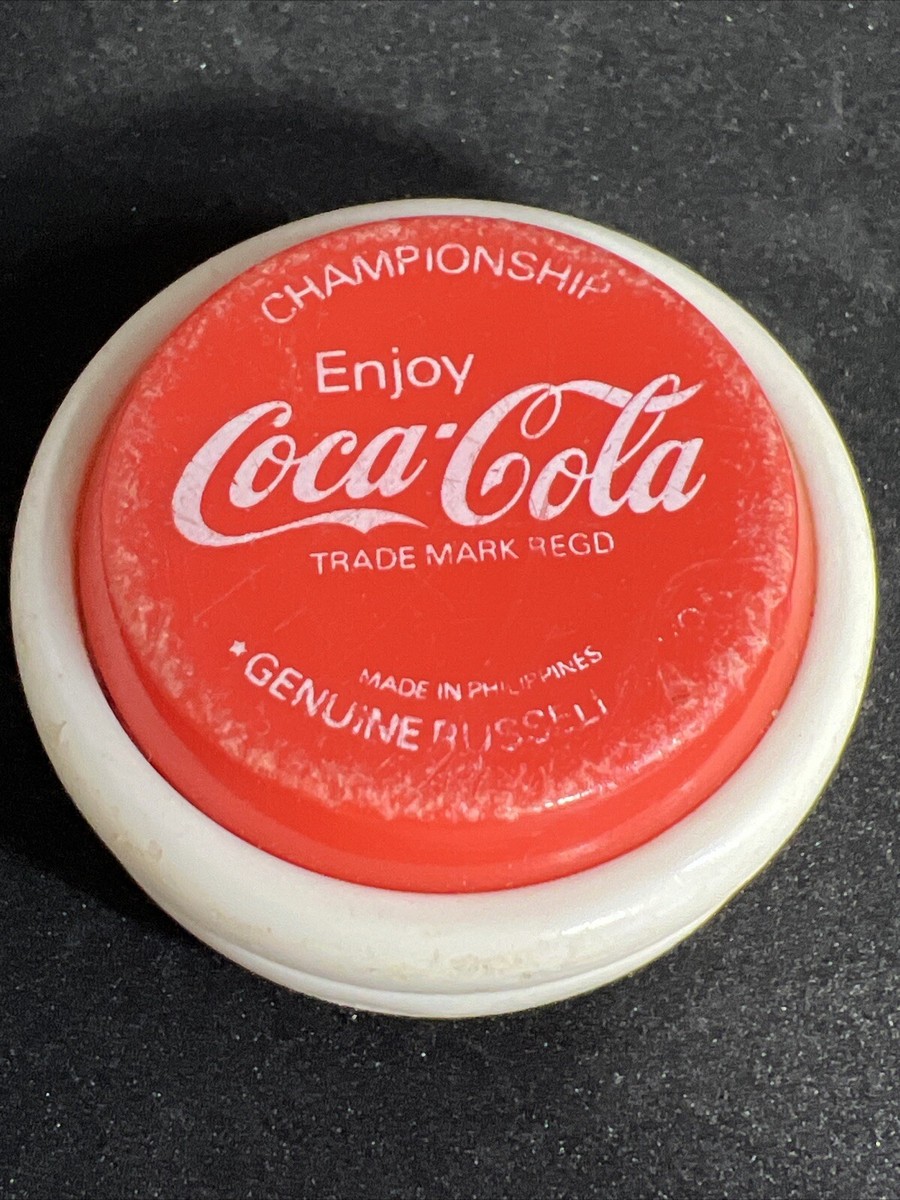 CHAMPIONSHIP
Enjoy
Coca-Cola
TRADE MARK REGD
MADE IN PHILIPPINES
★GENUINE RUSSELL